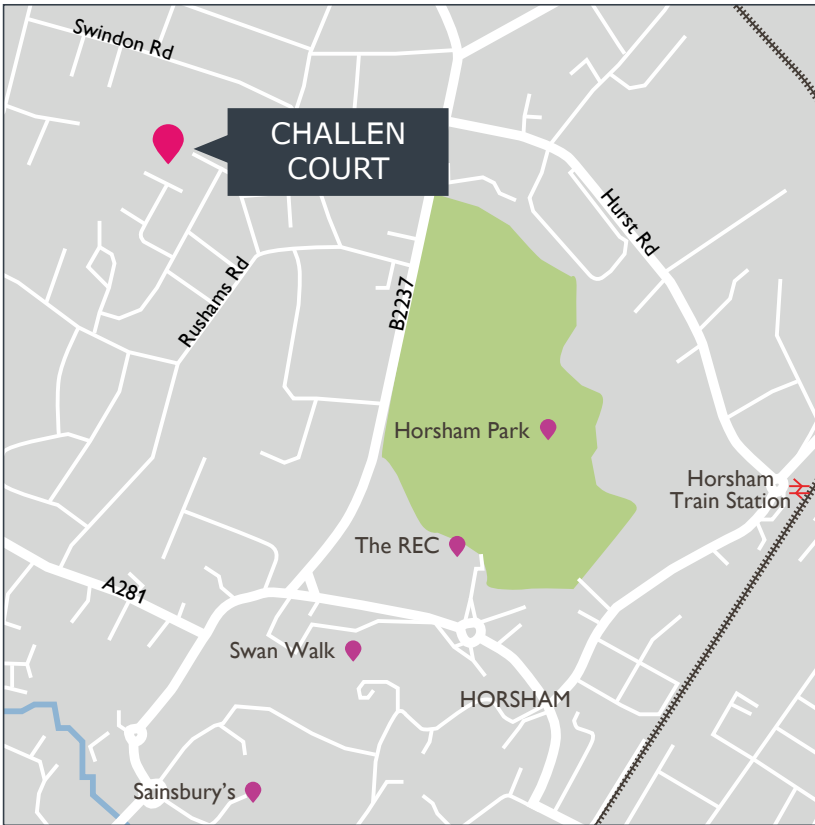 Swindon Rd
CHALLEN
COURT
Hurst Rd
Rushams Rd
B2237
Horsham Park
Horsham
Train Station
The REC
A281
Swan Walk
HORSHAM
Sainsbury's